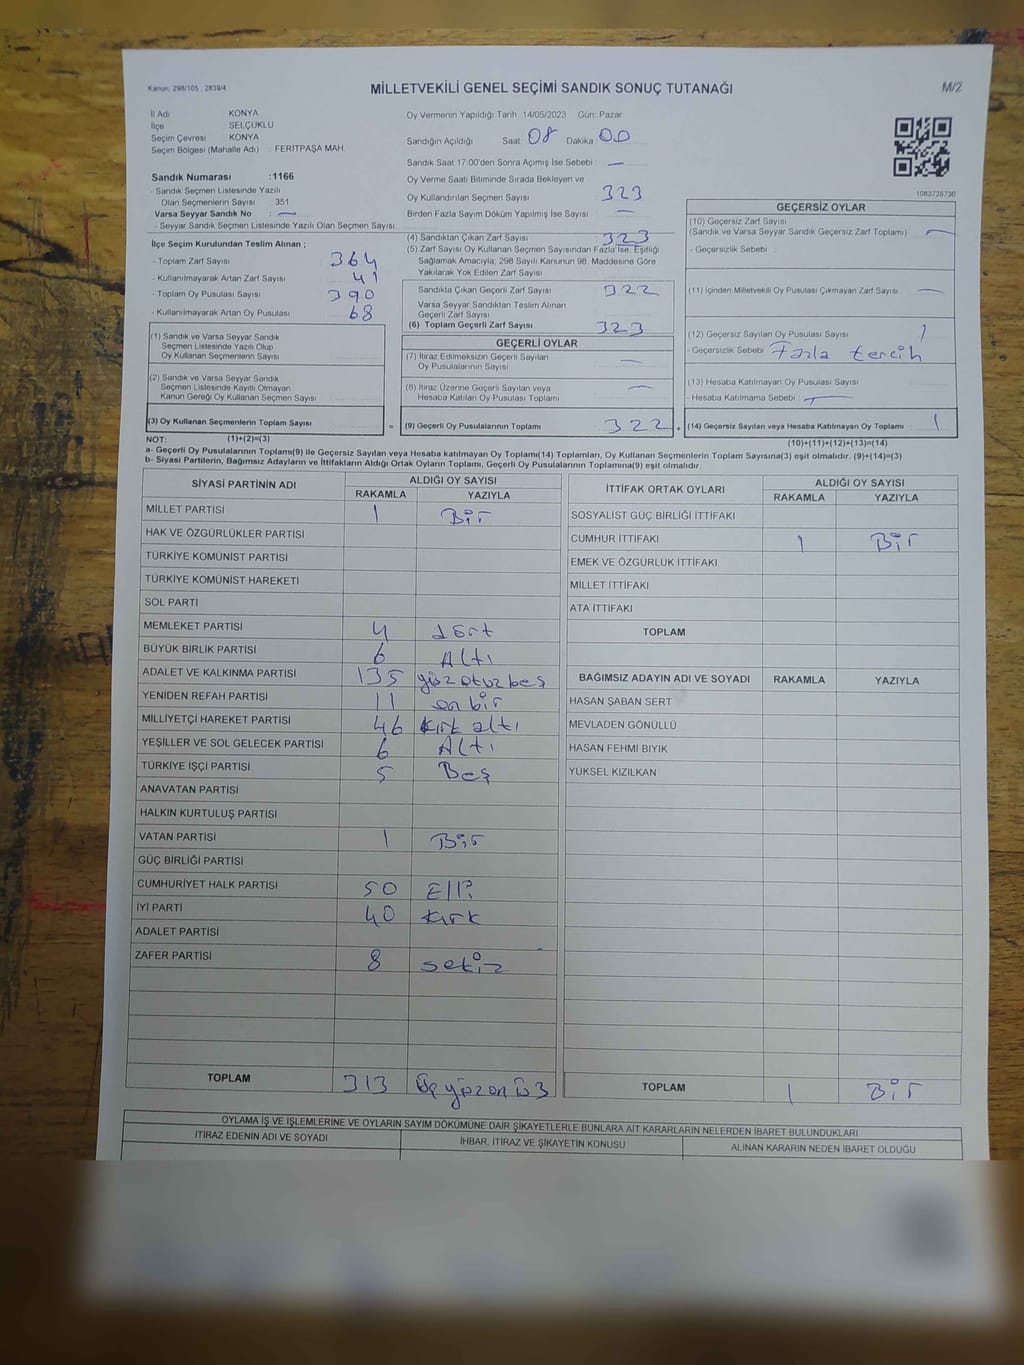 Kanun; 298/105 , 2839/4
MİLLETVEKİLİ GENEL SEÇİMİ SANDIK SONUÇ TUTANAĞI
M/2
İl Adı KONYA
İlçe SELÇUKLU
Seçim Çevresi KONYA
Seçim Bölgesi (Mahalle Adı) : FERİTPAŞA MAH.
Sandık Numarası :1166
- Sandık Seçmen Listesinde Yazılı
Olan Seçmenlerin Sayısı : 351
Varsa Seyyar Sandık No : —
- Seyyar Sandık Seçmen Listesinde Yazılı Olan Seçmen Sayısı:
Oy Vermenin Yapıldığı Tarih 14/05/2023 Gün: Pazar
Sandığın Açıldığı Saat: 08 Dakika 00
Sandık Saat 17.00'den Sonra Açımış İse Sebebi : —
Oy Verme Saati Bitiminde Sırada Bekleyen ve
Oy Kullandırılan Seçmen Sayısı 323
Birden Fazla Sayım Döküm Yapılmış İse Sayısı —
1083735730
İlçe Seçim Kurulundan Teslim Alınan ;
- Toplam Zarf Sayısı 364
- Kullanılmayarak Artan Zarf Sayısı 41
- Toplam Oy Pusulası Sayısı 390
- Kullanılmayarak Artan Oy Pusulası 68
(1) Sandık ve Varsa Seyyar Sandık
Seçmen Listesinde Yazılı Olup
Oy Kullanan Seçmenlerin Sayısı
(2) Sandık ve Varsa Seyyar Sandık
Seçmen Listesinde Kayıtlı Olmayan
Kanun Gereği Oy Kullanan Seçmen Sayısı
(3) Oy Kullanan Seçmenlerin Toplam Sayısı =
(4) Sandıktan Çıkan Zarf Sayısı 323
(5) Zarf Sayısı Oy Kullanan Seçmen Sayısından Fazla İse, Eşitliği
Sağlamak Amacıyla; 298 Sayılı Kanunun 98. Maddesine Göre
Yakılarak Yok Edilen Zarf Sayısı
Sandıkta Çıkan Geçerli Zarf Sayısı 322
Varsa Seyyar Sandıktan Teslim Alınan
Geçerli Zarf Sayısı
(6) Toplam Geçerli Zarf Sayısı 323
GEÇERLİ OYLAR
(7) İtiraz Edilmeksizin Geçerli Sayılan
Oy Pusulalarının Sayısı —
(8) İtiraz Üzerine Geçerli Sayılan veya
Hesaba Katılan Oy Pusulası Toplamı —
(9) Geçerli Oy Pusulalarının Toplamı: 322 +
GEÇERSİZ OYLAR
(10) Geçersiz Zarf Sayısı
(Sandık ve Varsa Seyyar Sandık Geçersiz Zarf Toplamı) —
- Geçersizlik Sebebi :
(11) İçinden Milletvekili Oy Pusulası Çıkmayan Zarf Sayısı —
(12) Geçersiz Sayılan Oy Pusulası Sayısı 1
- Geçersizlik Sebebi Fazla tercih
(13) Hesaba Katılmayan Oy Pusulası Sayısı
- Hesaba Katılmama Sebebi : —
(14) Geçersiz Sayılan veya Hesaba Katılmayan Oy Toplamı 1
NOT: (1)+(2)=(3)
(10)+(11)+(12)+(13)=(14)
a- Geçerli Oy Pusulalarının Toplamı(9) ile Geçersiz Sayılan veya Hesaba katılmayan Oy Toplamı(14) Toplamları, Oy Kullanan Seçmenlerin Toplam Sayısına(3) eşit olmalıdır. (9)+(14)=(3)
b- Siyasi Partilerin, Bağımsız Adayların ve İttifakların Aldığı Ortak Oyların Toplamı, Geçerli Oy Pusulalarının Toplamına(9) eşit olmalıdır.
SİYASİ PARTİNİN ADI ALDIĞI OY SAYISI
RAKAMLA YAZIYLA
MİLLET PARTİSİ 1 Bir
HAK VE ÖZGÜRLÜKLER PARTİSİ
TÜRKİYE KOMÜNİST PARTİSİ
TÜRKİYE KOMÜNİST HAREKETİ
SOL PARTİ
MEMLEKET PARTİSİ 4 dört
BÜYÜK BİRLİK PARTİSİ 6 Altı
ADALET VE KALKINMA PARTİSİ 135 yüzotuzbeş
YENİDEN REFAH PARTİSİ 11 on bir
MİLLİYETÇİ HAREKET PARTİSİ 46 kırk altı
YEŞİLLER VE SOL GELECEK PARTİSİ 6 Altı
TÜRKİYE İŞÇİ PARTİSİ 5 Beş
ANAVATAN PARTİSİ
HALKIN KURTULUŞ PARTİSİ
VATAN PARTİSİ 1 Bir
GÜÇ BİRLİĞİ PARTİSİ
CUMHURİYET HALK PARTİSİ 50 Elli
İYİ PARTİ 40 kırk
ADALET PARTİSİ
ZAFER PARTİSİ 8 sekiz
TOPLAM 313
İTTİFAK ORTAK OYLARI ALDIĞI OY SAYISI
RAKAMLA YAZIYLA
SOSYALİST GÜÇ BİRLİĞİ İTTİFAKI
CUMHUR İTTİFAKI 1 Bir
EMEK VE ÖZGÜRLÜK İTTİFAKI
MİLLET İTTİFAKI
ATA İTTİFAKI
TOPLAM
BAĞIMSIZ ADAYIN ADI VE SOYADI RAKAMLA YAZIYLA
HASAN ŞABAN SERT
MEVLADEN GÖNÜLLÜ
HASAN FEHMI BIYIK
YÜKSEL KIZILKAN
TOPLAM 1 Bir
OYLAMA İŞ VE İŞLEMLERİNE VE OYLARIN SAYIM DÖKÜMÜNE DAİR ŞİKAYETLERLE BUNLARA AİT KARARLARIN NELERDEN İBARET BULUNDUKLARI
İTİRAZ EDENİN ADI VE SOYADI İHBAR, İTİRAZ VE ŞİKAYETİN KONUSU ALINAN KARARIN NEDEN İBARET OLDUĞU